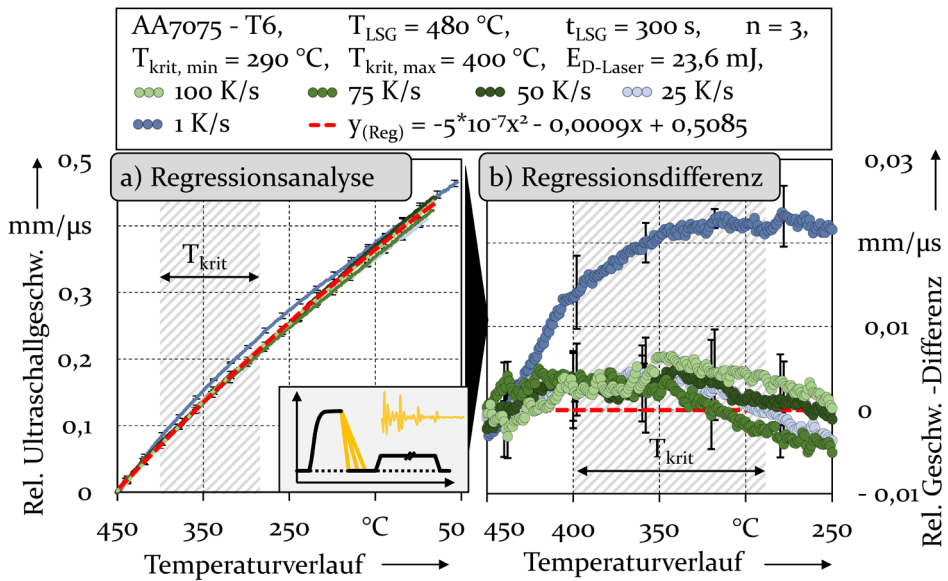 AA7075 - T6, T_LSG = 480 °C, t_LSG = 300 s, n = 3,
T_krit, min = 290 °C, T_krit, max = 400 °C, E_D-Laser = 23,6 mJ,
100 K/s 75 K/s 50 K/s 25 K/s
1 K/s y_(Reg) = -5*10⁻⁷x² - 0,0009x + 0,5085
a) Regressionsanalyse
Rel. Ultraschallgeschw.
0,5
mm/µs
0,3
0,2
0,1
0
T_krit
450 350 250 °C 50
Temperaturverlauf
b) Regressionsdifferenz
0,03
mm/µs
0,01
0
- 0,01
Rel. Geschw. -Differenz
T_krit
450 400 350 °C 250
Temperaturverlauf